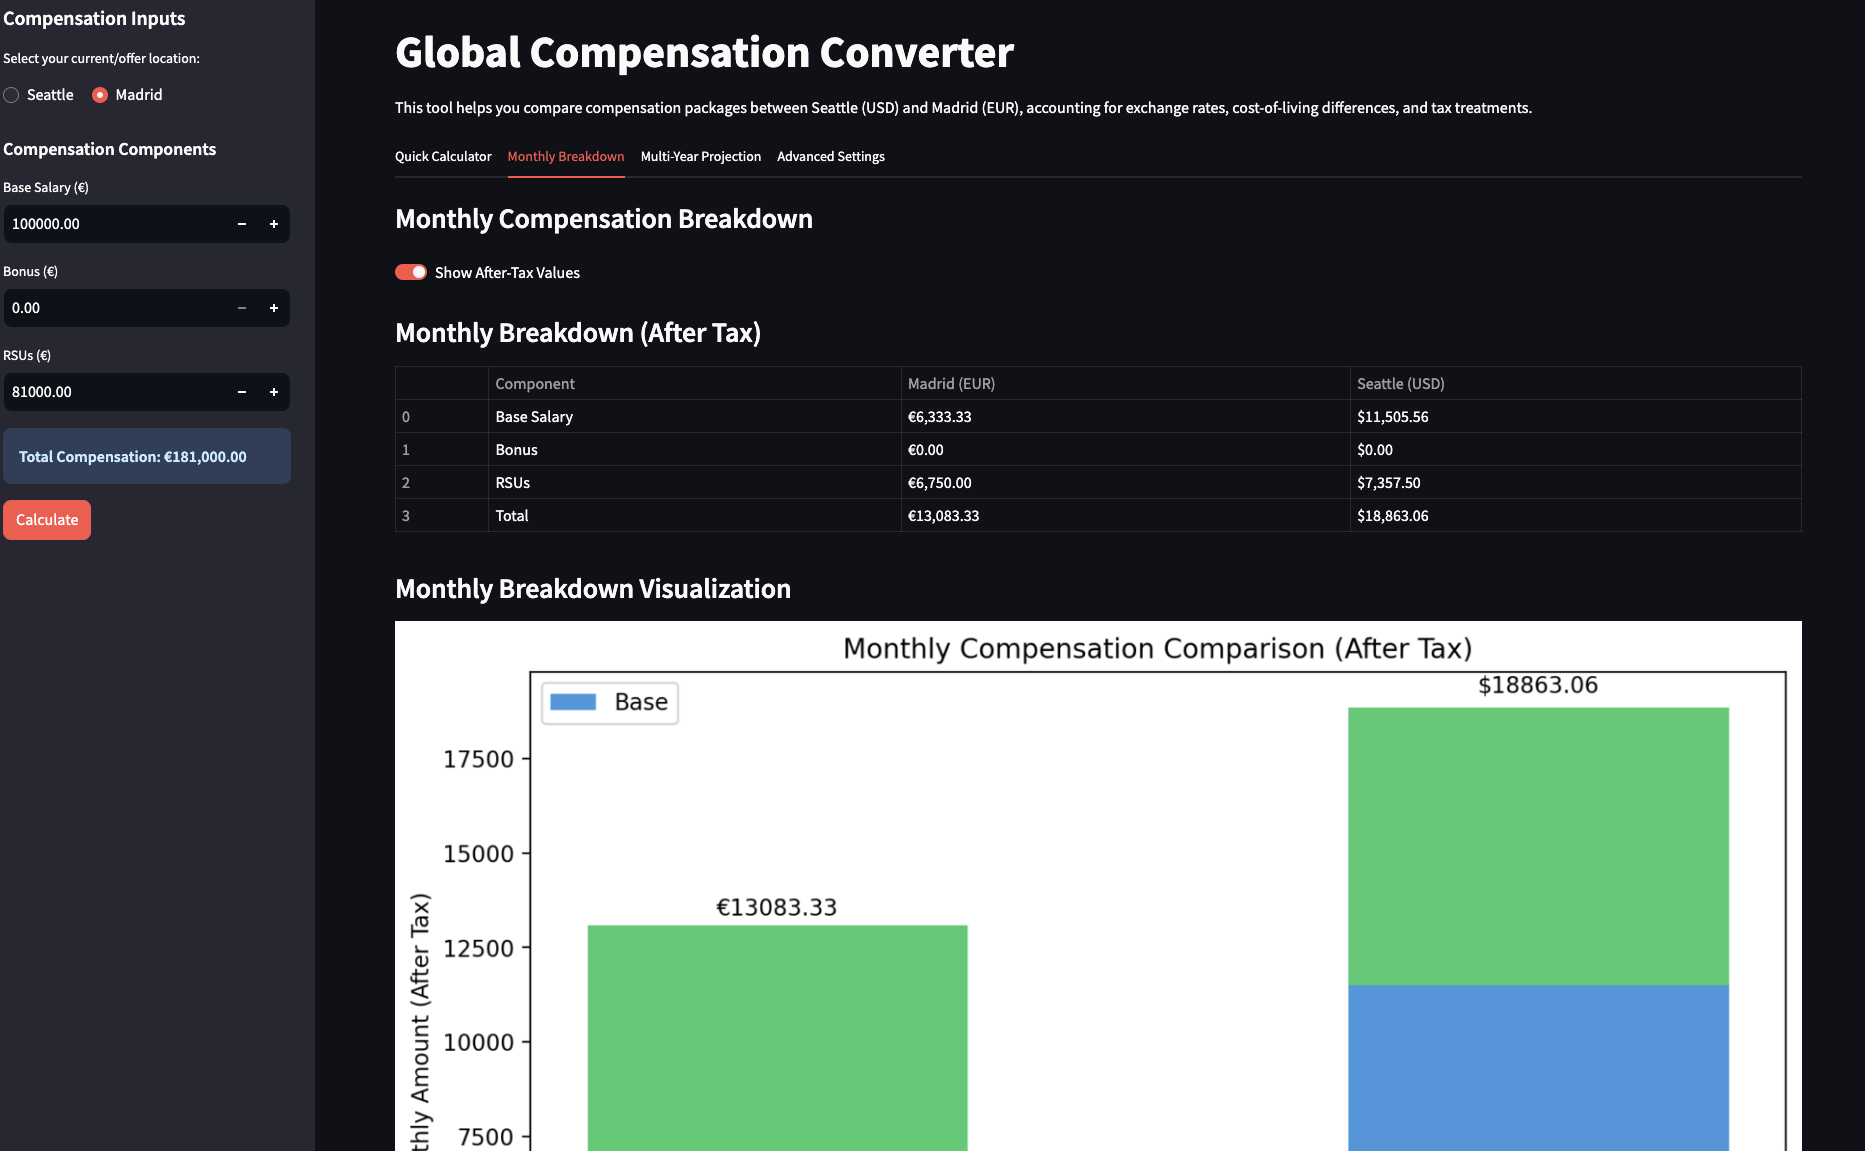 Compensation Inputs
Select your current/offer location:
Seattle Madrid
Compensation Components
Base Salary (€)
100000.00 − +
Bonus (€)
0.00 − +
RSUs (€)
81000.00 − +
Total Compensation: €181,000.00
Calculate
Global Compensation Converter
This tool helps you compare compensation packages between Seattle (USD) and Madrid (EUR), accounting for exchange rates, cost-of-living differences, and tax treatments.
Quick Calculator Monthly Breakdown Multi-Year Projection Advanced Settings
Monthly Compensation Breakdown
Show After-Tax Values
Monthly Breakdown (After Tax)
Component Madrid (EUR) Seattle (USD)
0 Base Salary €6,333.33 $11,505.56
1 Bonus €0.00 $0.00
2 RSUs €6,750.00 $7,357.50
3 Total €13,083.33 $18,863.06
Monthly Breakdown Visualization
Monthly Compensation Comparison (After Tax)
Base
$18863.06
17500
15000
€13083.33
12500
10000
7500
thly Amount (After Tax)